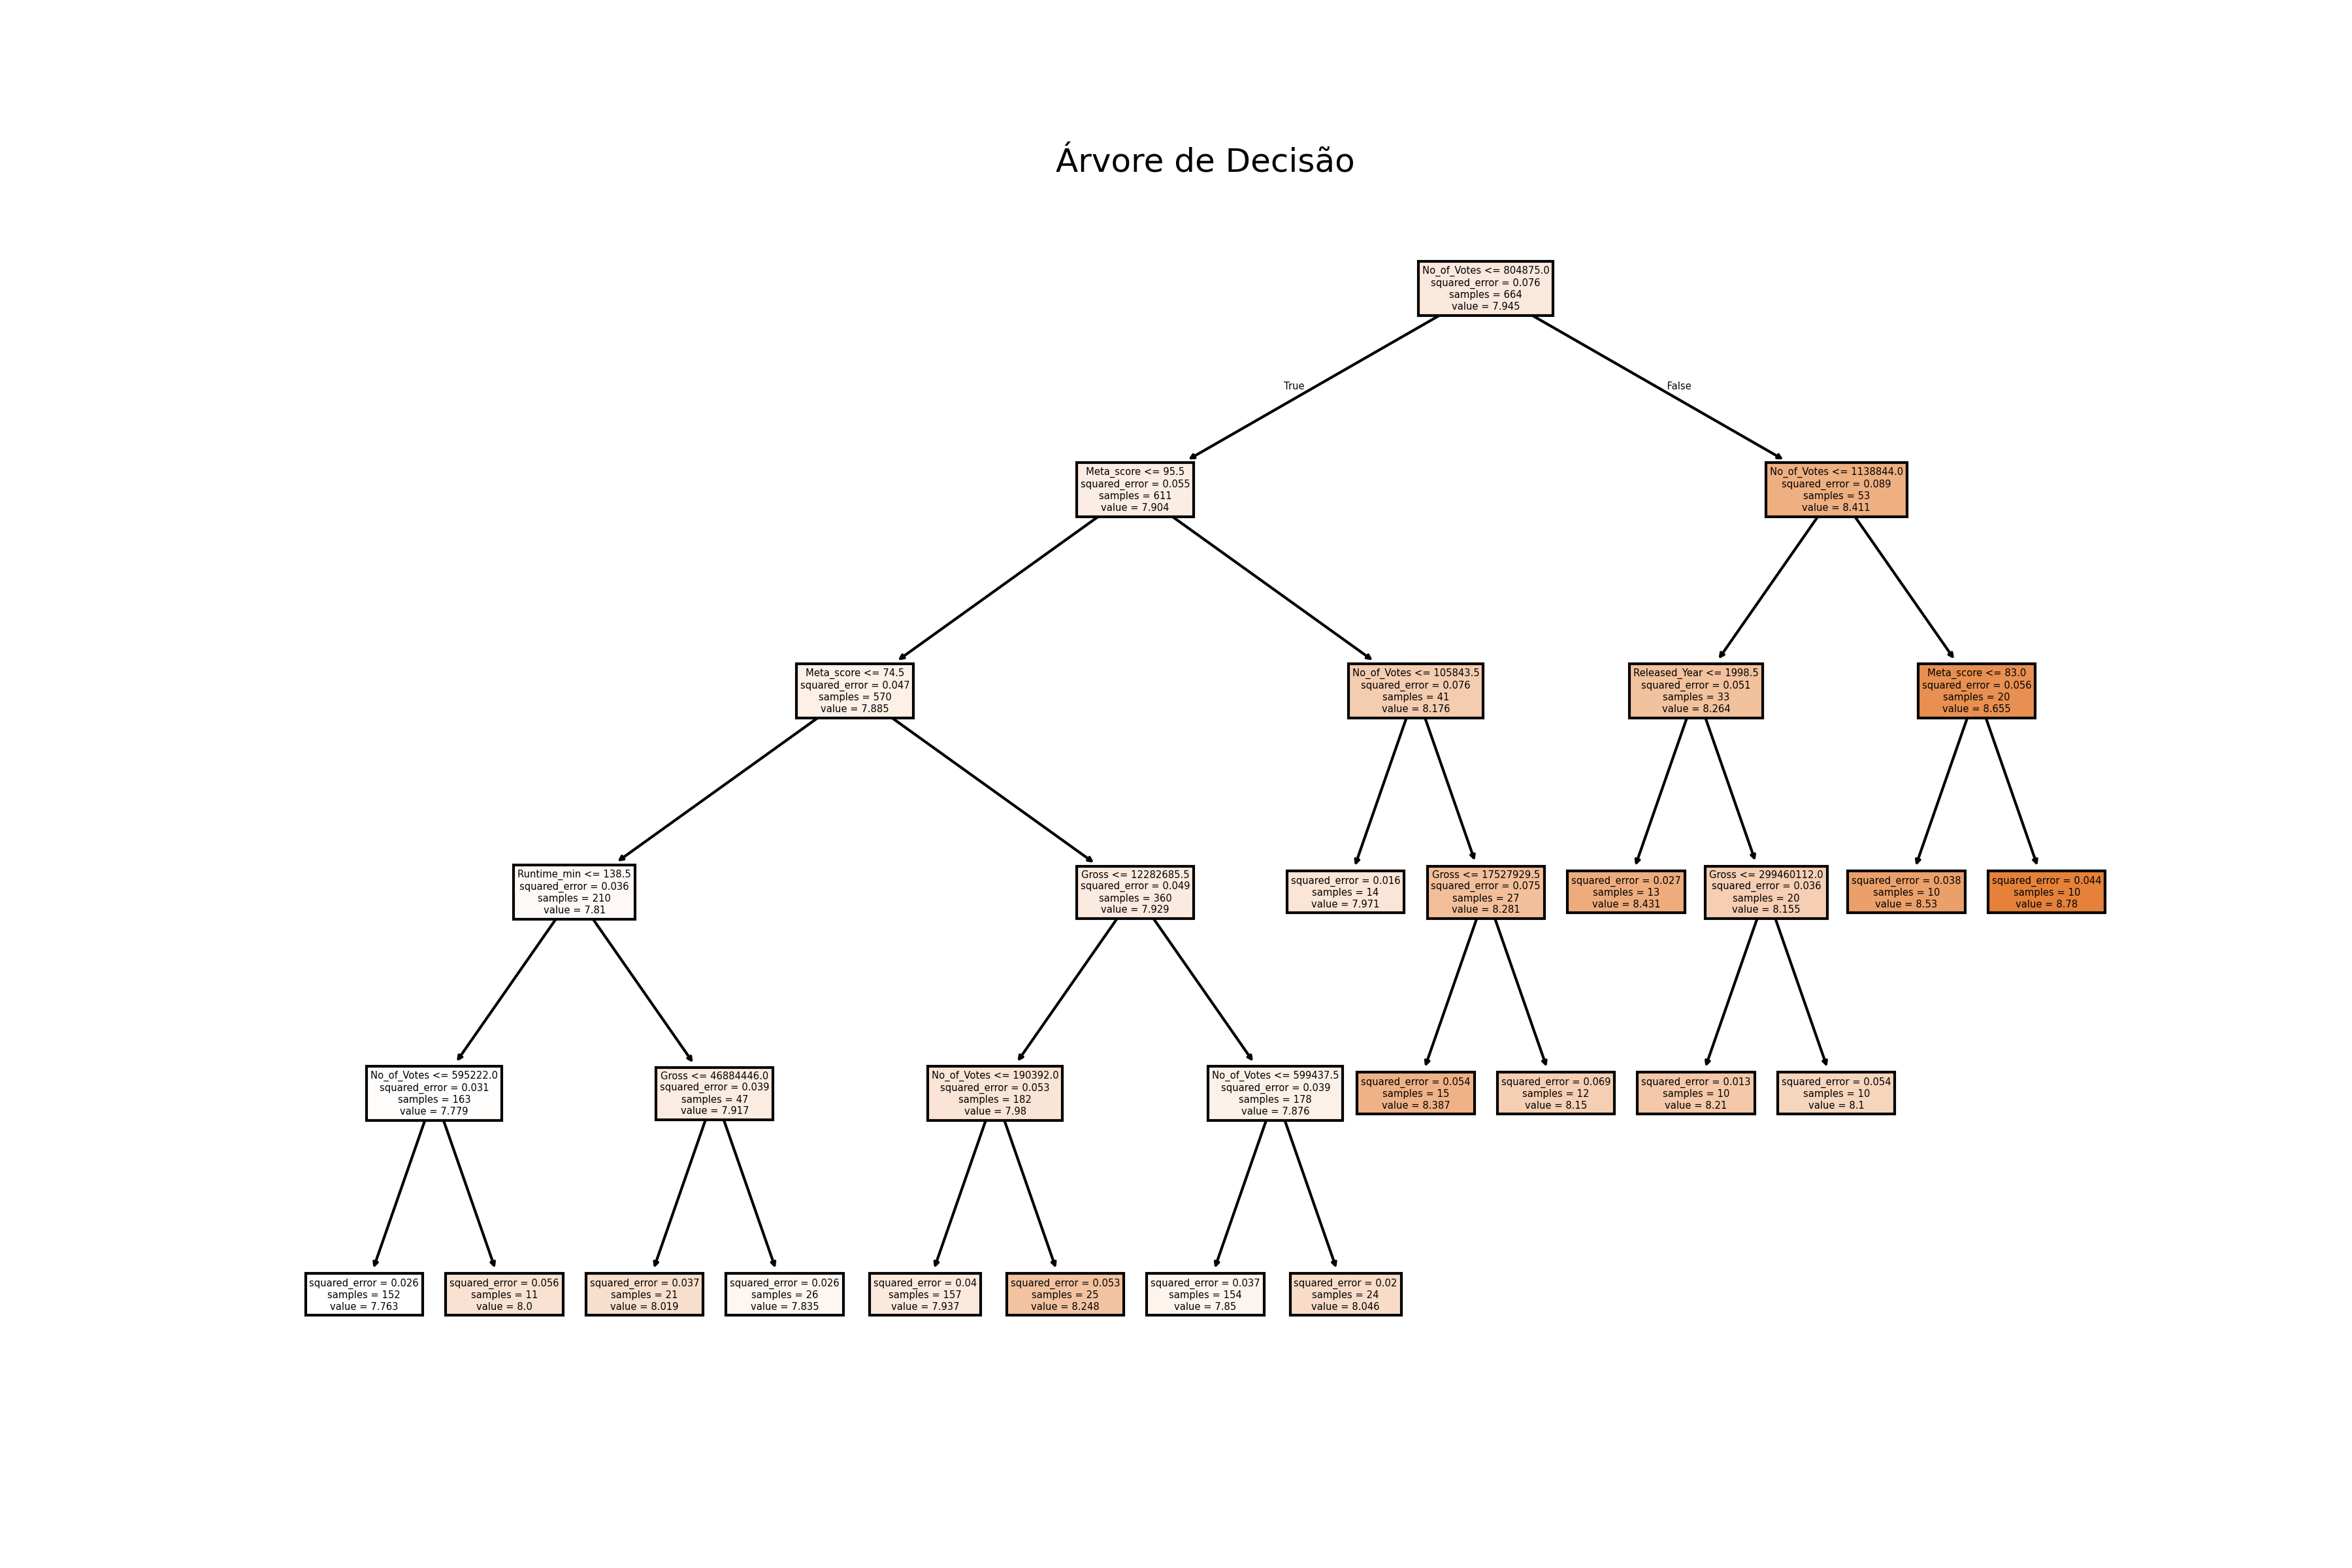 Árvore de Decisão
No_of_Votes <= 804875.0
squared_error = 0.076
samples = 664
value = 7.945
True
False
Meta_score <= 95.5
squared_error = 0.055
samples = 611
value = 7.904
No_of_Votes <= 1138844.0
squared_error = 0.089
samples = 53
value = 8.411
Meta_score <= 74.5
squared_error = 0.047
samples = 570
value = 7.885
No_of_Votes <= 105843.5
squared_error = 0.076
samples = 41
value = 8.176
Released_Year <= 1998.5
squared_error = 0.051
samples = 33
value = 8.264
Meta_score <= 83.0
squared_error = 0.056
samples = 20
value = 8.655
Runtime_min <= 138.5
squared_error = 0.036
samples = 210
value = 7.81
Gross <= 12282685.5
squared_error = 0.049
samples = 360
value = 7.929
squared_error = 0.016
samples = 14
value = 7.971
Gross <= 17527929.5
squared_error = 0.075
samples = 27
value = 8.281
squared_error = 0.027
samples = 13
value = 8.431
Gross <= 299460112.0
squared_error = 0.036
samples = 20
value = 8.155
squared_error = 0.038
samples = 10
value = 8.53
squared_error = 0.044
samples = 10
value = 8.78
No_of_Votes <= 595222.0
squared_error = 0.031
samples = 163
value = 7.779
Gross <= 46884446.0
squared_error = 0.039
samples = 47
value = 7.917
No_of_Votes <= 190392.0
squared_error = 0.053
samples = 182
value = 7.98
No_of_Votes <= 599437.5
squared_error = 0.039
samples = 178
value = 7.876
squared_error = 0.054
samples = 15
value = 8.387
squared_error = 0.069
samples = 12
value = 8.15
squared_error = 0.013
samples = 10
value = 8.21
squared_error = 0.054
samples = 10
value = 8.1
squared_error = 0.026
samples = 152
value = 7.763
squared_error = 0.056
samples = 11
value = 8.0
squared_error = 0.037
samples = 21
value = 8.019
squared_error = 0.026
samples = 26
value = 7.835
squared_error = 0.04
samples = 157
value = 7.937
squared_error = 0.053
samples = 25
value = 8.248
squared_error = 0.037
samples = 154
value = 7.85
squared_error = 0.02
samples = 24
value = 8.046